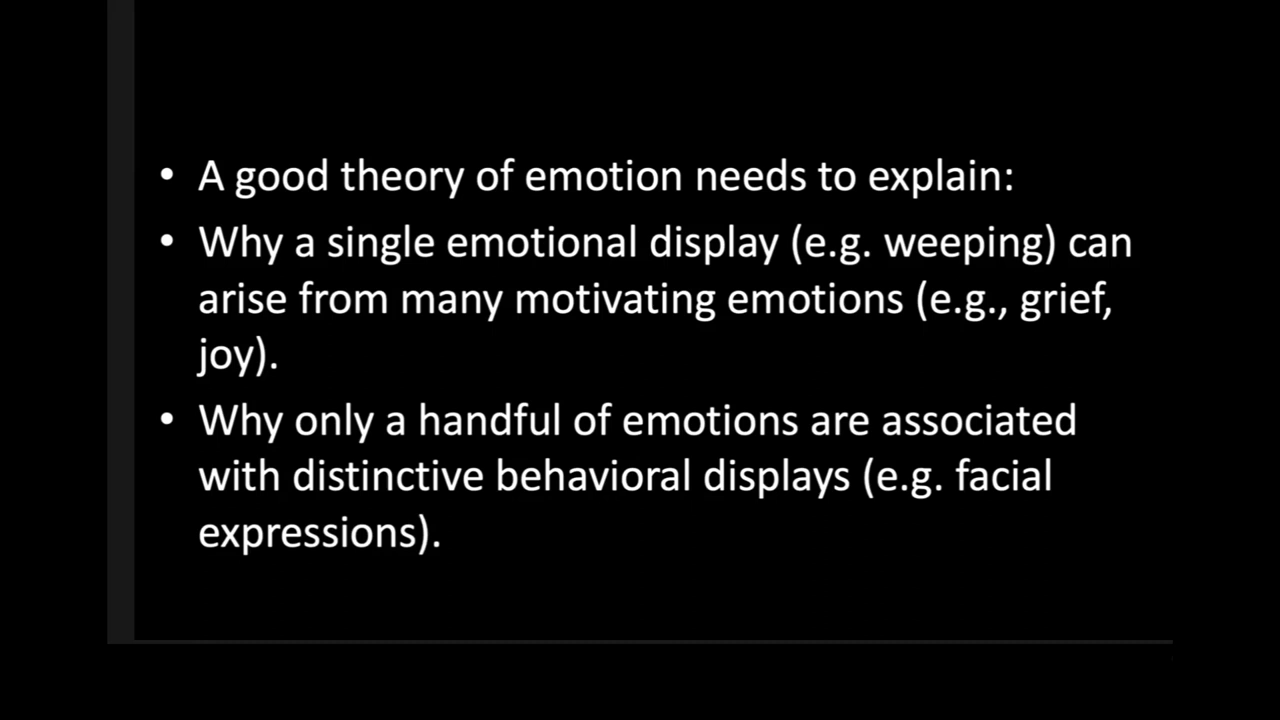 • A good theory of emotion needs to explain:
• Why a single emotional display (e.g. weeping) can
arise from many motivating emotions (e.g., grief,
joy).
• Why only a handful of emotions are associated
with distinctive behavioral displays (e.g. facial
expressions).